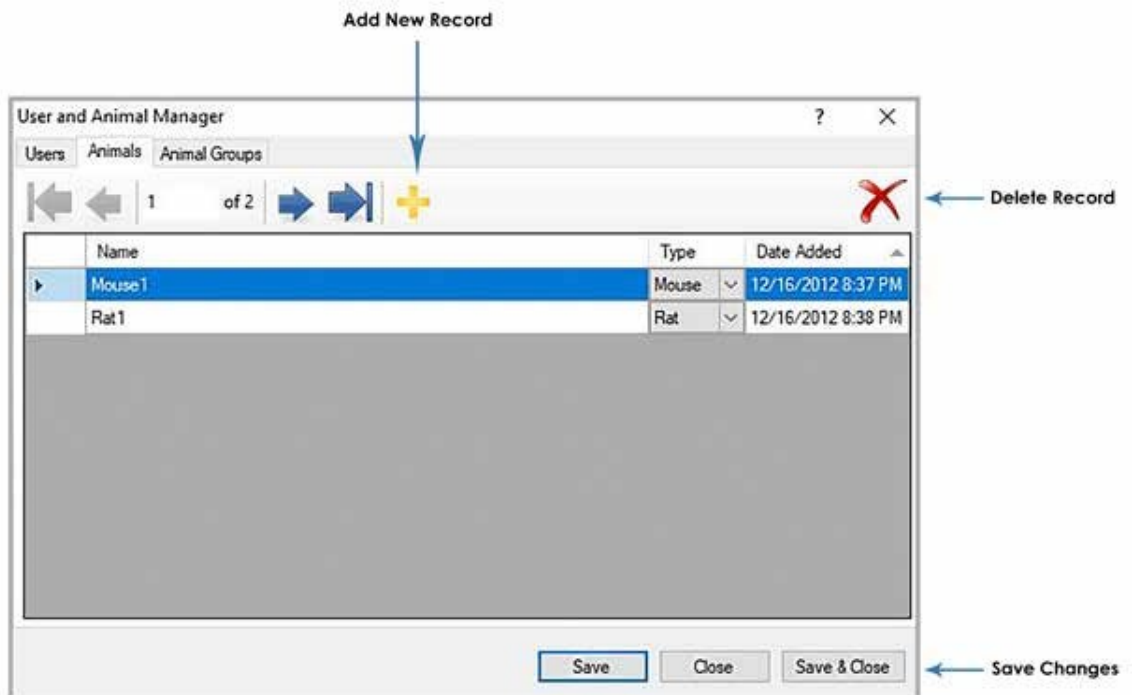 Add New Record
User and Animal Manager ? X
Users Animals Animal Groups
1 of 2
Delete Record
Name Type Date Added
Mouse1 Mouse 12/16/2012 8:37 PM
Rat1 Rat 12/16/2012 8:38 PM
Save Close Save & Close
Save Changes